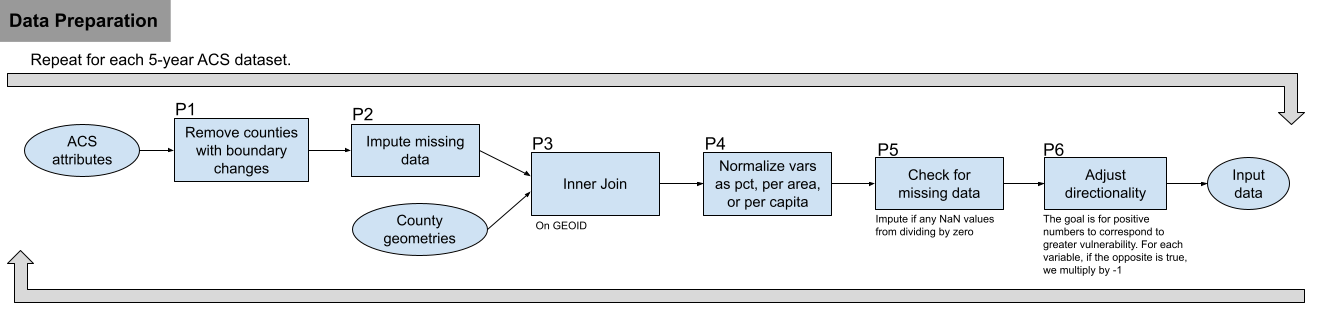 Data Preparation
Repeat for each 5-year ACS dataset.
ACS
attributes
P1
Remove counties
with boundary
changes
P2
Impute missing
data
County
geometries
P3
Inner Join
On GEOID
P4
Normalize vars
as pct, per area,
or per capita
P5
Check for
missing data
Impute if any NaN values
from dividing by zero
P6
Adjust
directionality
The goal is for positive
numbers to correspond to
greater vulnerability. For each
variable, if the opposite is true,
we multiply by -1
Input
data